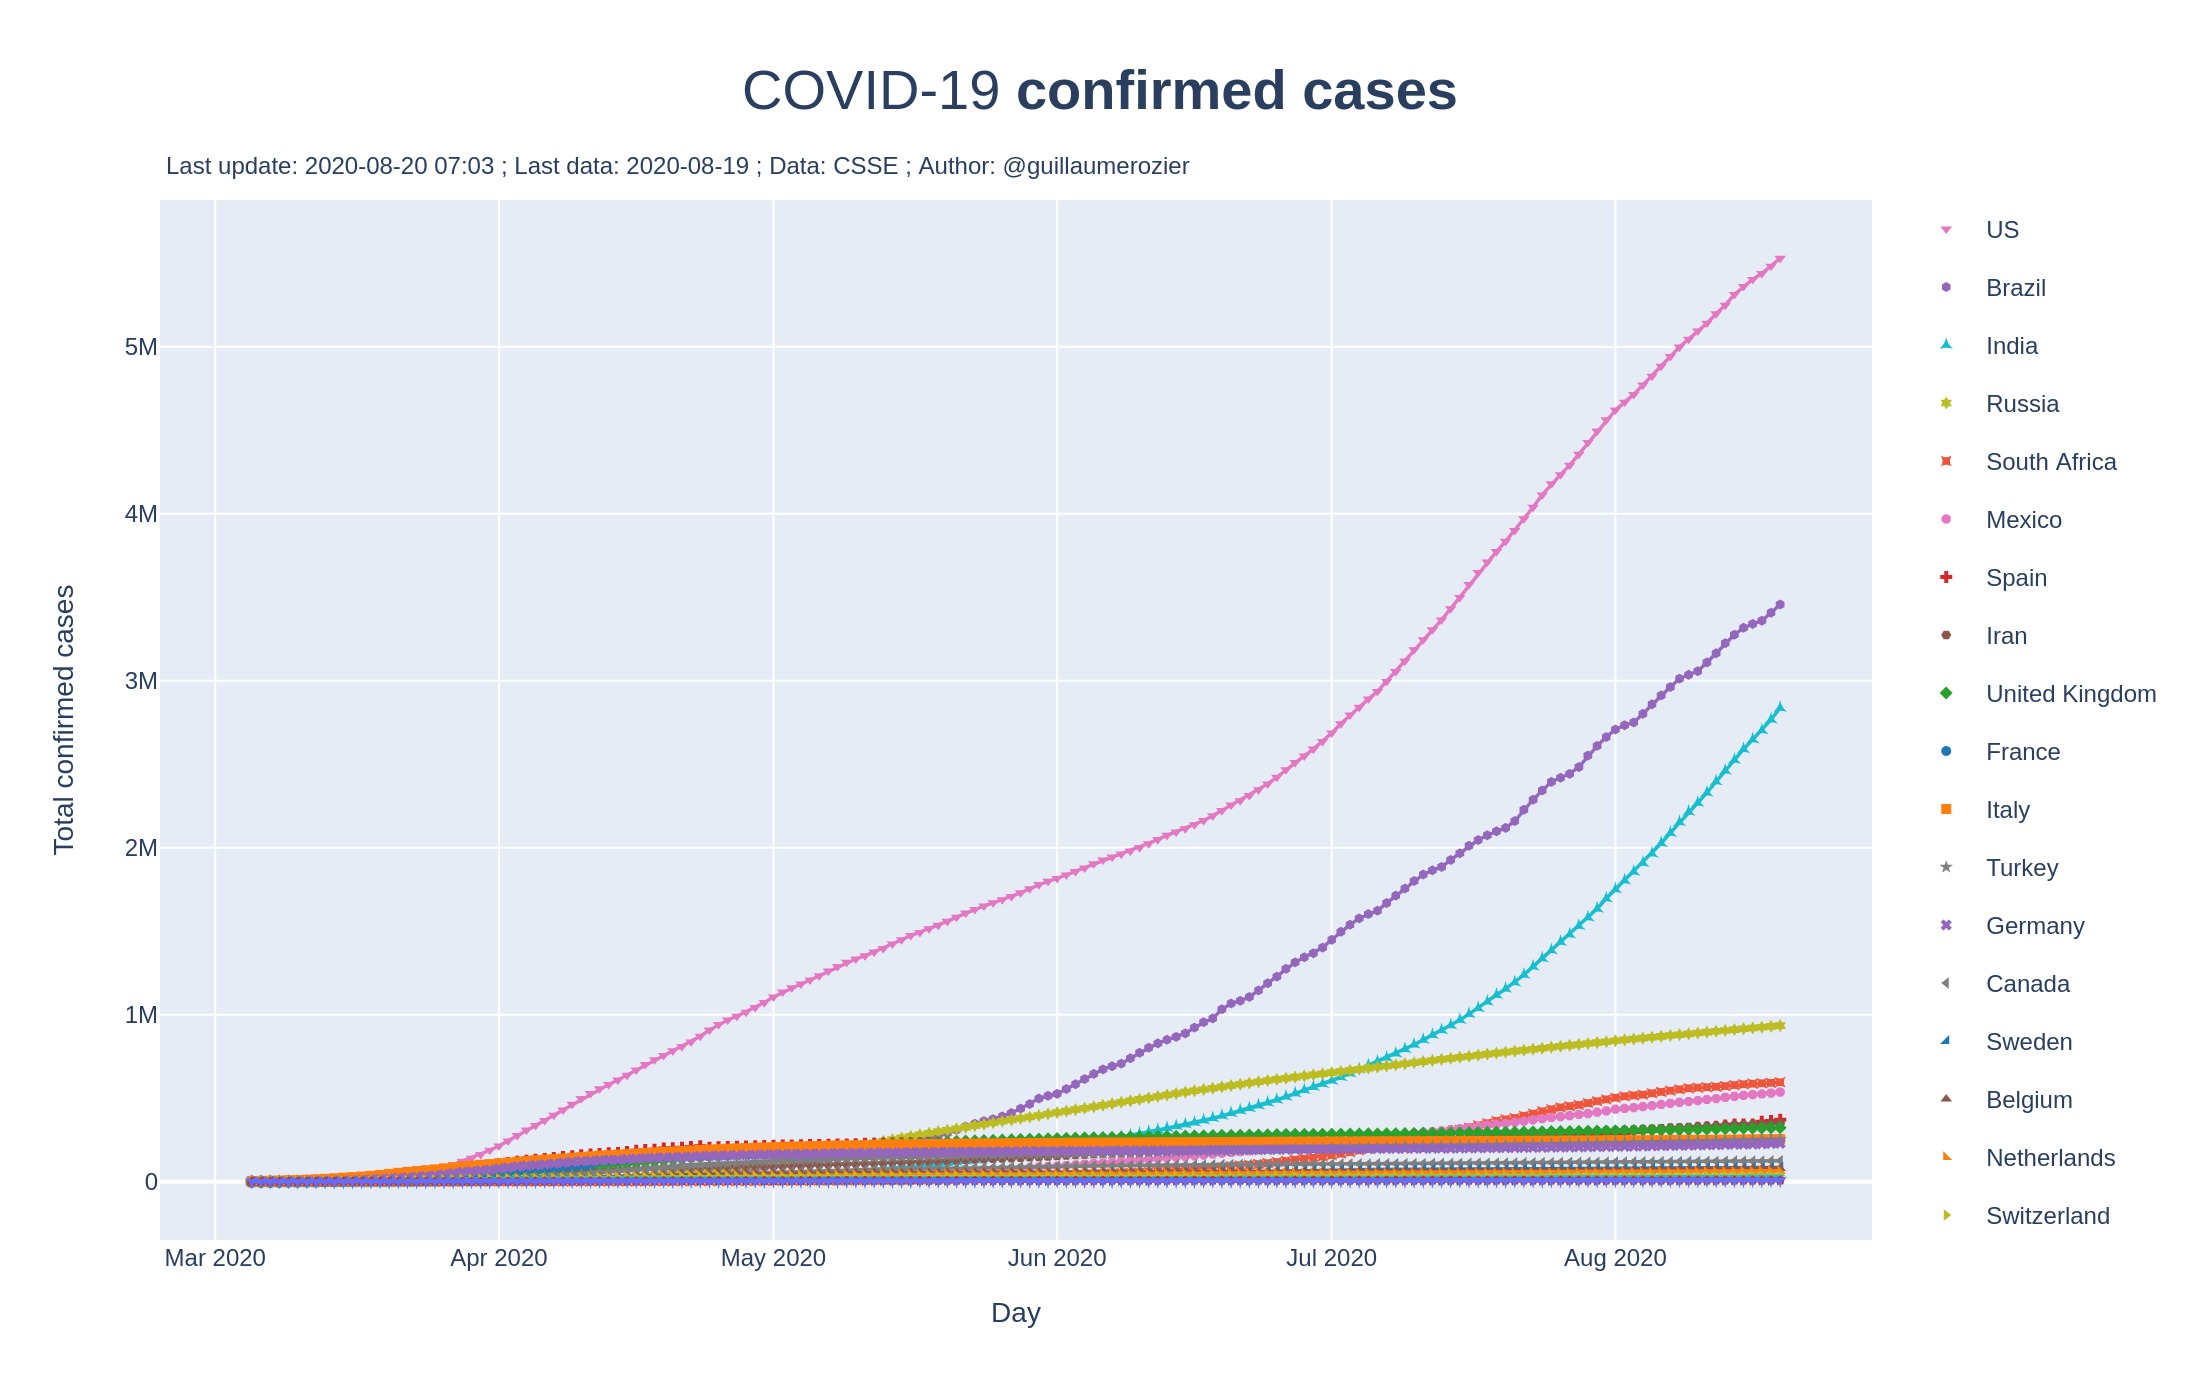 COVID-19 confirmed cases
Last update: 2020-08-20 07:03 ; Last data: 2020-08-19 ; Data: CSSE ; Author: @guillaumerozier
Total confirmed cases
5M
4M
3M
2M
1M
0
Mar 2020
Apr 2020
May 2020
Jun 2020
Jul 2020
Aug 2020
Day
US
Brazil
India
Russia
South Africa
Mexico
Spain
Iran
United Kingdom
France
Italy
Turkey
Germany
Canada
Sweden
Belgium
Netherlands
Switzerland